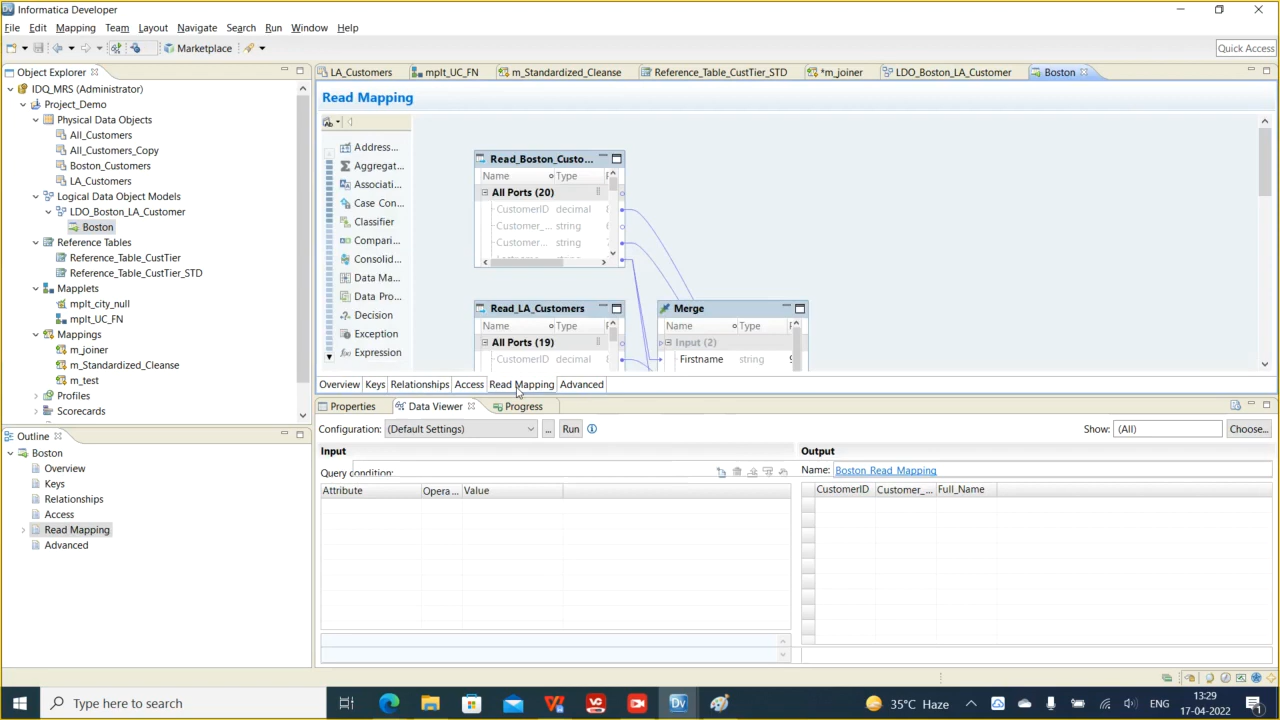 Informatica Developer
File Edit Mapping Team Layout Navigate Search Run Window Help
Marketplace
Quick Access
Object Explorer
IDQ_MRS (Administrator)
Project_Demo
Physical Data Objects
All_Customers
All_Customers_Copy
Boston_Customers
LA_Customers
Logical Data Object Models
LDO_Boston_LA_Customer
Boston
Reference Tables
Reference_Table_CustTier
Reference_Table_CustTier_STD
Mapplets
mplt_city_null
mplt_UC_FN
Mappings
m_joiner
m_Standardized_Cleanse
m_test
Profiles
Scorecards
Outline
Boston
Overview
Keys
Relationships
Access
Read Mapping
Advanced
LA_Customers mplt_UC_FN m_Standardized_Cleanse Reference_Table_CustTier_STD *m_joiner LDO_Boston_LA_Customer Boston
Read Mapping
Address...
Aggregat...
Associati...
Case Con...
Classifier
Compari...
Consolid...
Data Ma...
Data Pro...
Decision
Exception
Expression
Read_Boston_Custo...
Name Type
All Ports (20)
CustomerID decimal
Customer_... string
customer... string
Read_LA_Customers
Name Type
All Ports (19)
CustomerID decimal
Merge
Name Type
Input (2)
Firstname string
Overview Keys Relationships Access Read Mapping Advanced
Properties Data Viewer Progress
Configuration: (Default Settings) ... Run
Show: (All) Choose...
Input
Query condition:
Attribute Opera ... Value
Output
Name: Boston_Read_Mapping
CustomerID Customer_... Full_Name
Type here to search
35°C Haze
ENG
13:29
17-04-2022